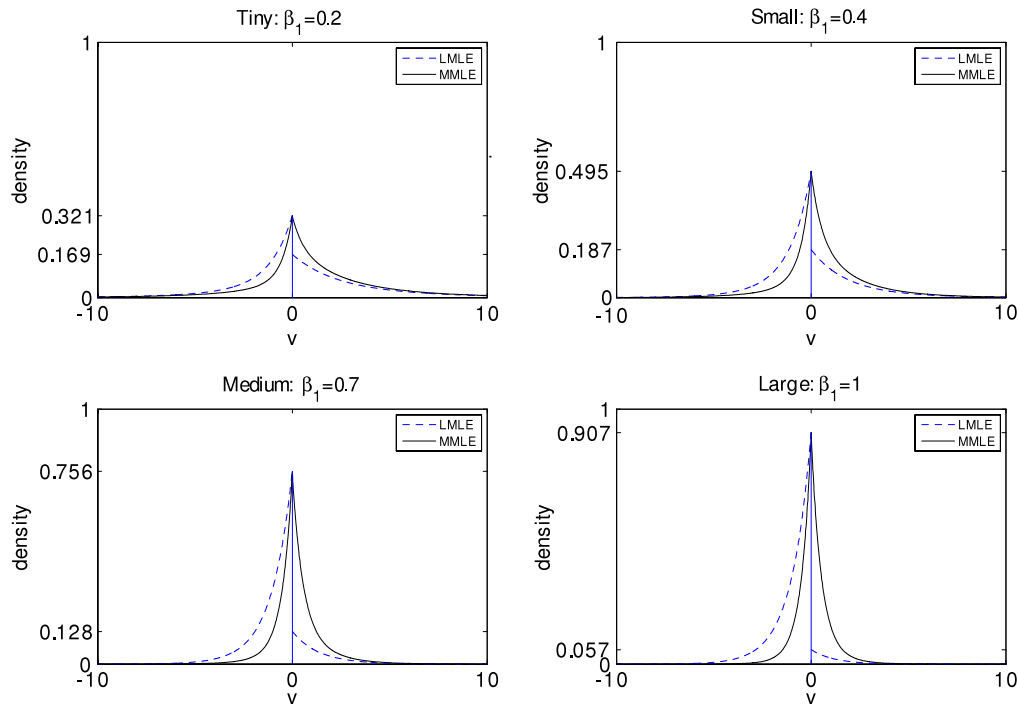 Tiny: β₁=0.2
1
LMLE
MMLE
density
0.321
0.169
0
-10
0
10
v
Small: β₁=0.4
1
LMLE
MMLE
density
0.495
0.187
0
-10
0
10
v
Medium: β₁=0.7
1
LMLE
MMLE
0.756
density
0.128
0
-10
0
10
v
Large: β₁=1
1
LMLE
MMLE
0.907
density
0.057
0
-10
0
10
v